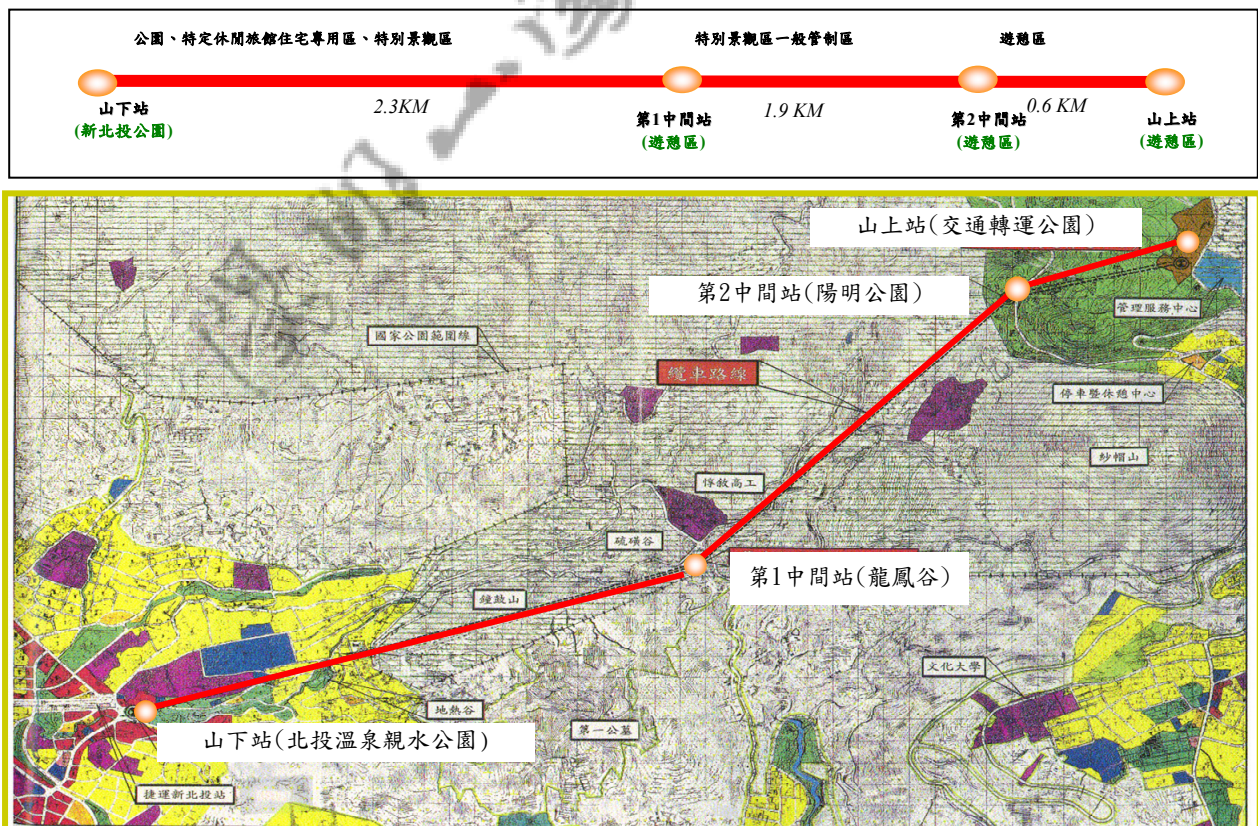 公園、特定休閒旅館住宅專用區、特別景觀區
特別景觀區一般管制區
遊憩區
山下站
(新北投公園)
2.3KM
第1中間站
(遊憩區)
1.9 KM
第2中間站
(遊憩區)
0.6 KM
山上站
(遊憩區)
山上站(交通轉運公園)
第2中間站(陽明公園)
管理服務中心
國家公園範圍線
纜車路線
停車暨休憩中心
紗帽山
惇敘高工
硫磺谷
第1中間站(龍鳳谷)
文化大學
地熱谷
第一公墓
山下站(北投溫泉親水公園)
捷運新北投站